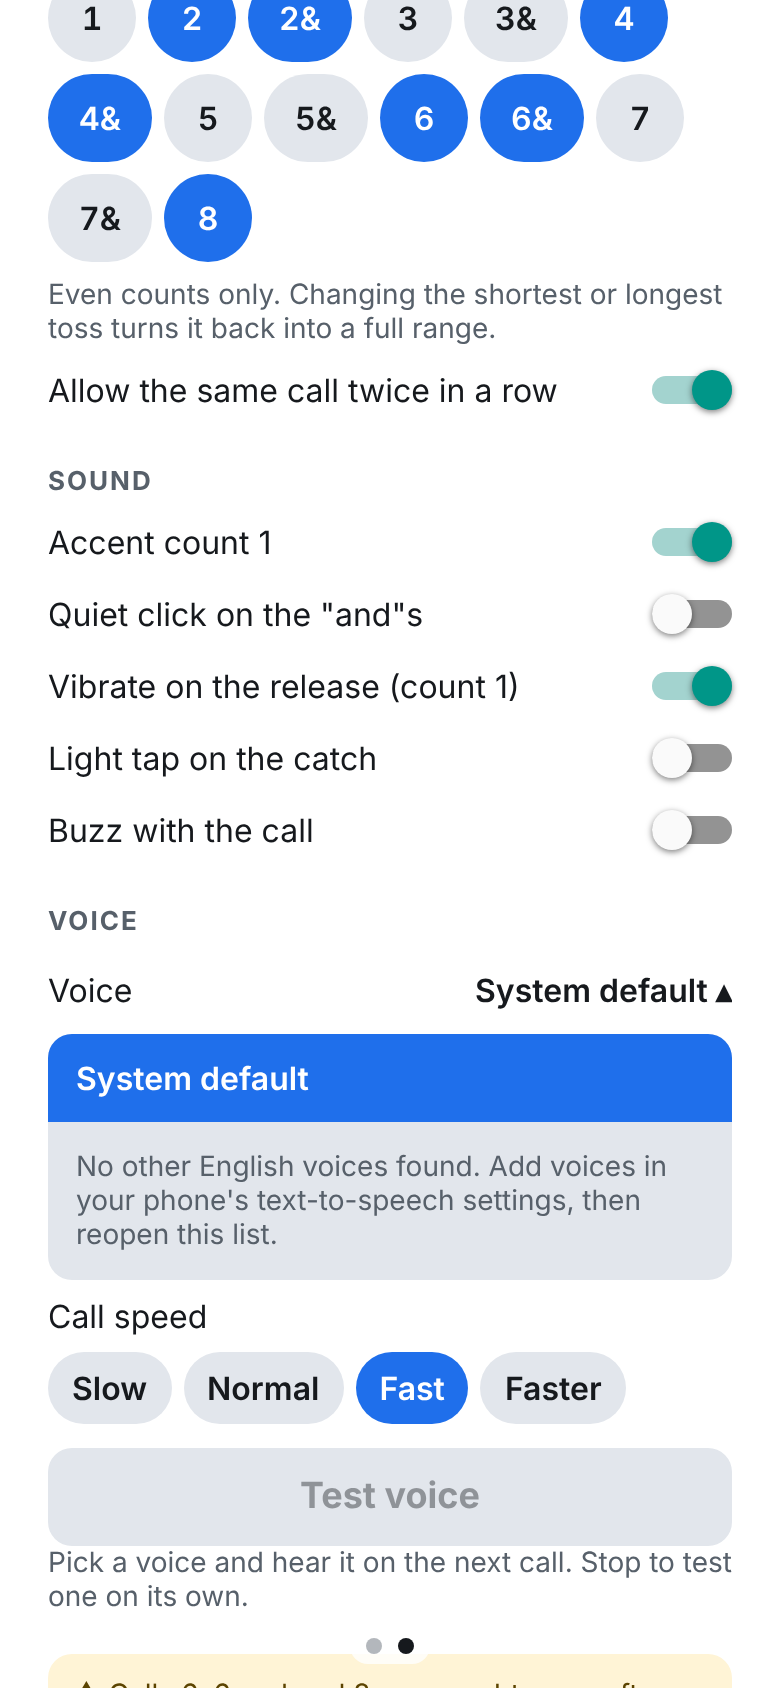 1 2 2& 3 3& 4
4& 5 5& 6 6& 7
7& 8
Even counts only. Changing the shortest or longest
toss turns it back into a full range.
Allow the same call twice in a row
SOUND
Accent count 1
Quiet click on the "and"s
Vibrate on the release (count 1)
Light tap on the catch
Buzz with the call
VOICE
Voice System default ▴
System default
No other English voices found. Add voices in
your phone's text-to-speech settings, then
reopen this list.
Call speed
Slow Normal Fast Faster
Test voice
Pick a voice and hear it on the next call. Stop to test
one on its own.